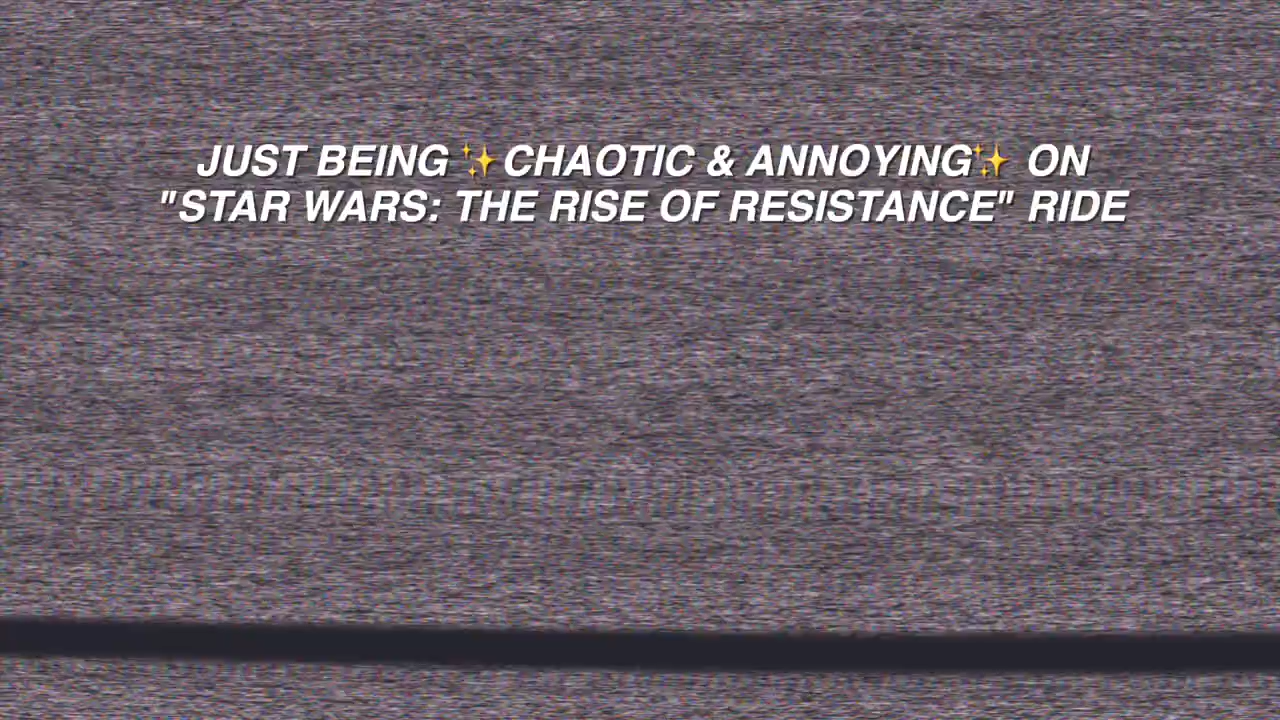 JUST BEING ✨CHAOTIC & ANNOYING✨ ON
"STAR WARS: THE RISE OF RESISTANCE" RIDE